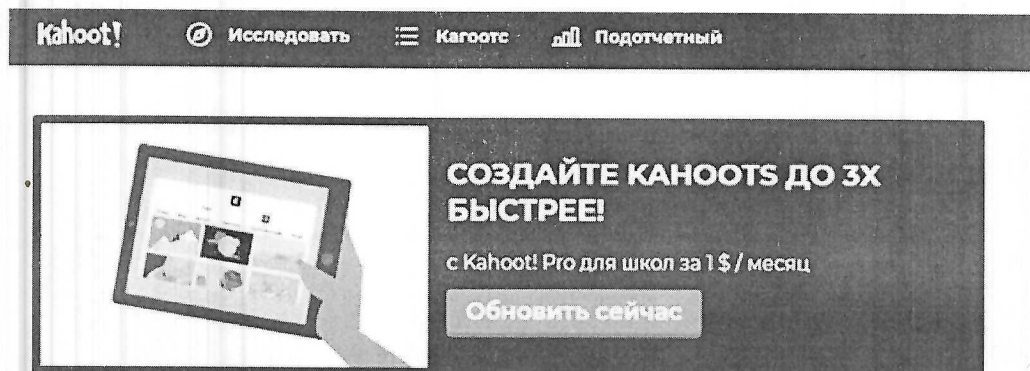 Kahoot! Исследовать Кагоотс Подотчетный
СОЗДАЙТЕ KAHOOTS ДО 3X
БЫСТРЕЕ!
с Kahoot! Pro для школ за 1 $ / месяц
Обновить сейчас